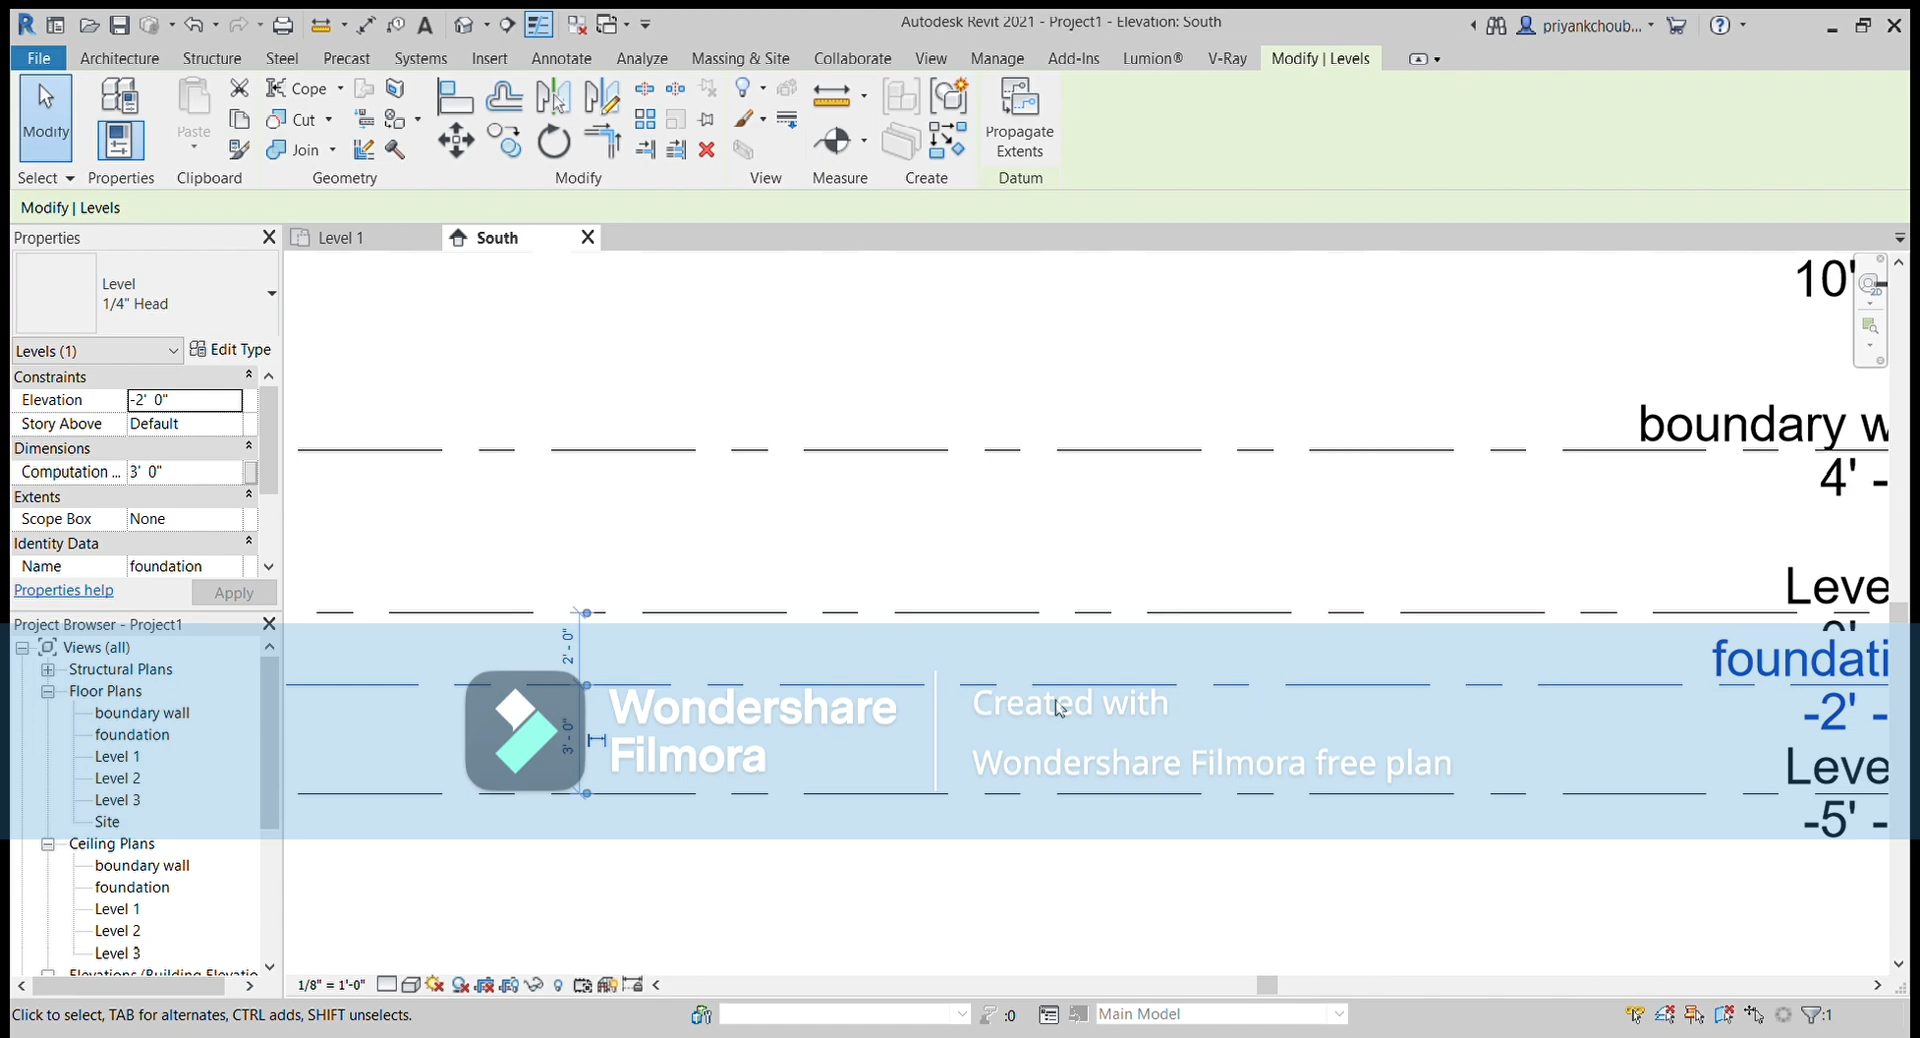 Autodesk Revit 2021 - Project1 - Elevation: South
priyankchoub...
File Architecture Structure Steel Precast Systems Insert Annotate Analyze Massing & Site Collaborate View Manage Add-Ins Lumion® V-Ray Modify | Levels
Modify
Paste
Cope
Cut
Join
Propagate
Extents
Select Properties Clipboard Geometry Modify View Measure Create Datum
Modify | Levels
Properties
Level 1
South
Level
1/4" Head
Levels (1)
Edit Type
Constraints
Elevation -2' 0"
Story Above Default
Dimensions
Computation ... 3' 0"
Extents
Scope Box None
Identity Data
Name foundation
Properties help
Apply
Project Browser - Project1
Views (all)
Structural Plans
Floor Plans
boundary wall
foundation
Level 1
Level 2
Level 3
Site
Ceiling Plans
boundary wall
foundation
Level 1
Level 2
Level 3
10' -
boundary w
4' -
Leve
foundati
-2' -
Leve
-5' -
2' - 0"
3' - 0"
Wondershare
Filmora
Created with
Wondershare Filmora free plan
1/8" = 1'-0"
Click to select, TAB for alternates, CTRL adds, SHIFT unselects.
:0
Main Model
:1